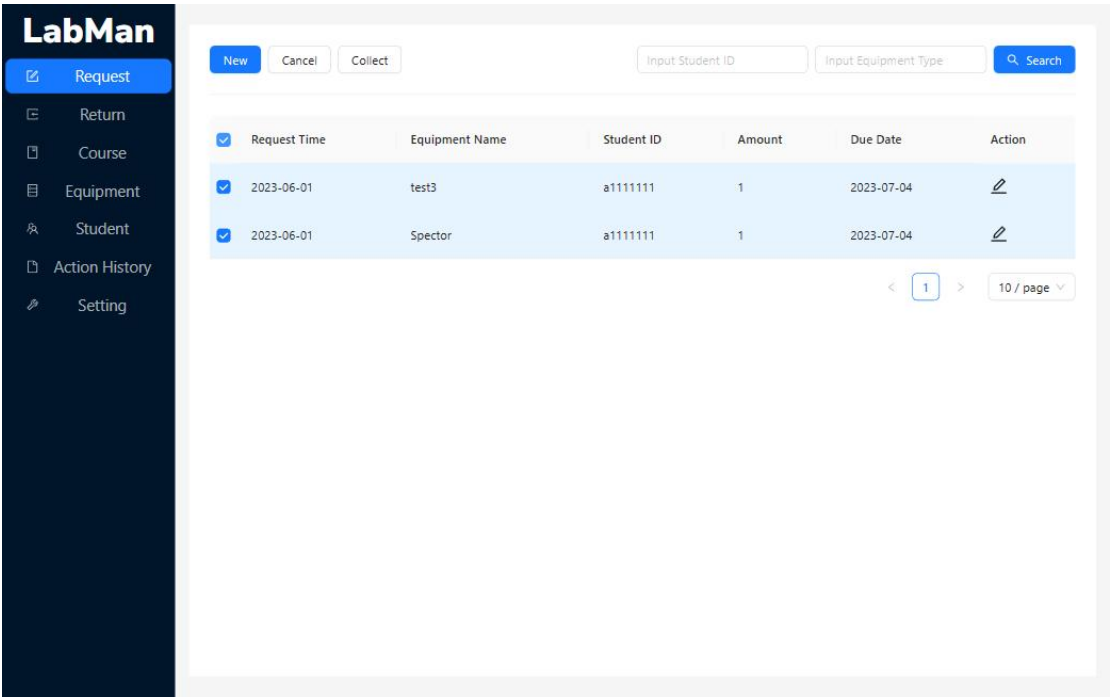 LabMan
Request
Return
Course
Equipment
Student
Action History
Setting
New Cancel Collect Input Student ID Input Equipment Type Search
Request Time Equipment Name Student ID Amount Due Date Action
2023-06-01 test3 a1111111 1 2023-07-04
2023-06-01 Spector a1111111 1 2023-07-04
< 1 > 10 / page